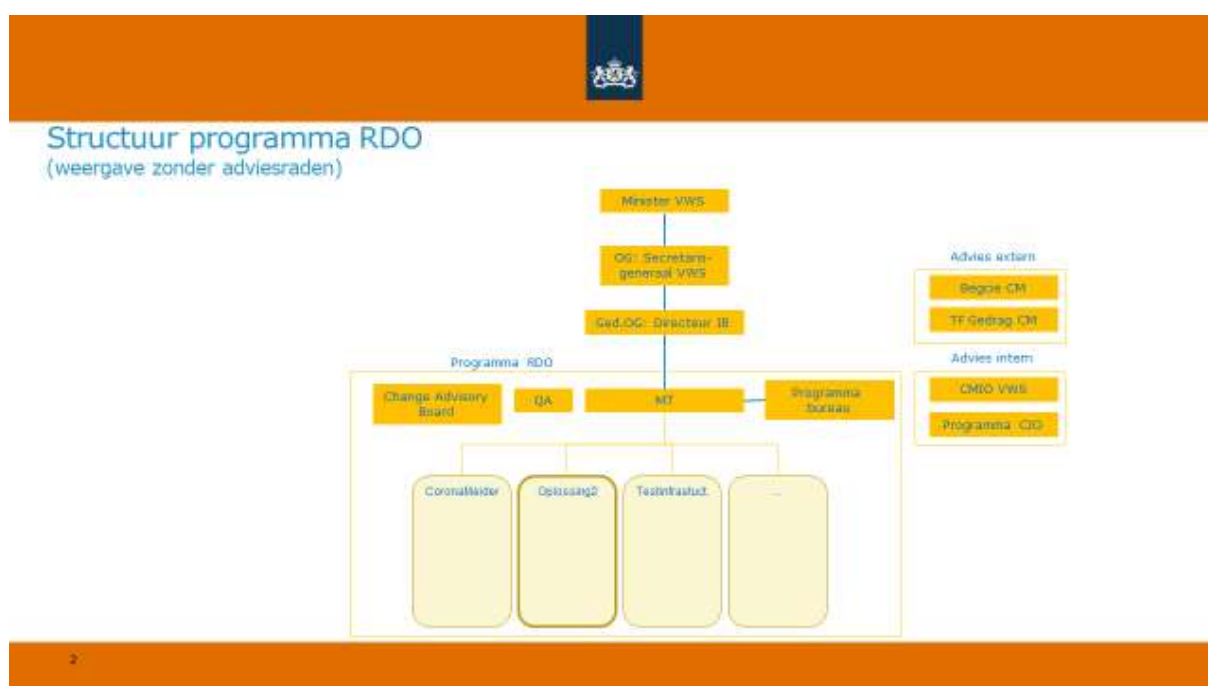 Structuur programma RDO
(weergave zonder adviesraden)
Minister VWS
OG: Secretaris-
generaal VWS
Ged.OG: Directeur IB
Advies extern
Begcie CM
TF Gedrag CM
Advies intern
CMIO VWS
Programma CIO
Programma RDO
Change Advisory
Board
QA
MT
Programma
bureau
CoronaMelder
Oplossing2
Testinfrastuct.
...
2